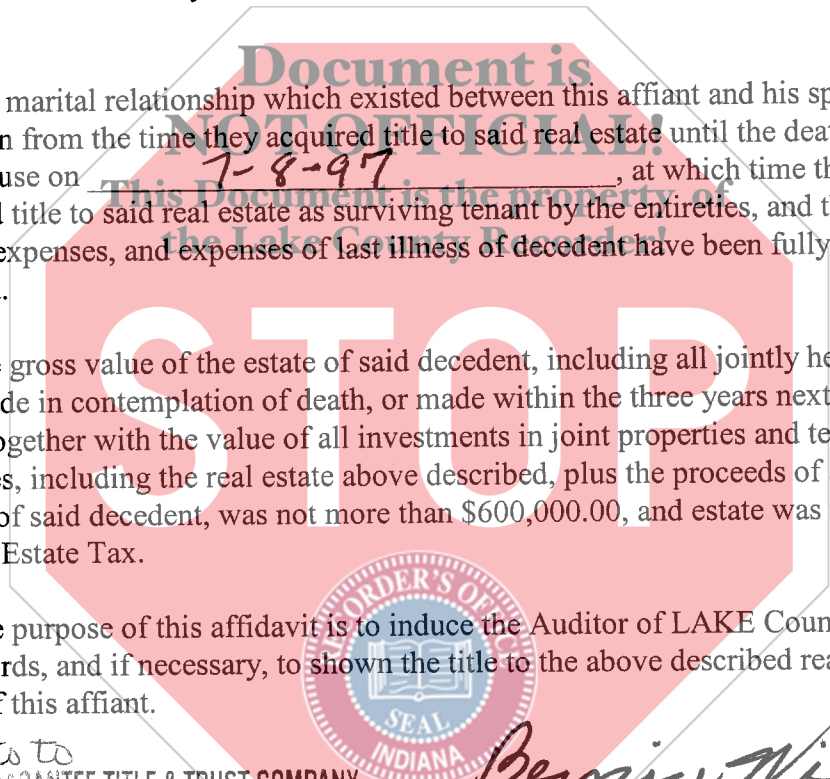 Document is
marital relationship which existed between this affiant and his sp
n from the time they acquired title to said real estate until the dea
NOT OFFICIAL!
use on 7-8-97, at which time th
This Document is the property of
l title to said real estate as surviving tenant by the entireties, and t
the Lake County Recorder!
expenses, and expenses of last illness of decedent have been fully
.
STOP
gross value of the estate of said decedent, including all jointly he
de in contemplation of death, or made within the three years next
ogether with the value of all investments in joint properties and te
s, including the real estate above described, plus the proceeds of
of said decedent, was not more than $600,000.00, and estate was
Estate Tax.
e purpose of this affidavit is to induce the Auditor of LAKE Coun
rds, and if necessary, to shown the title to the above described rea
f this affiant.
RECORDER'S OFFIC
SEAL
INDIANA
to
TITLE & TRUST COMPANY